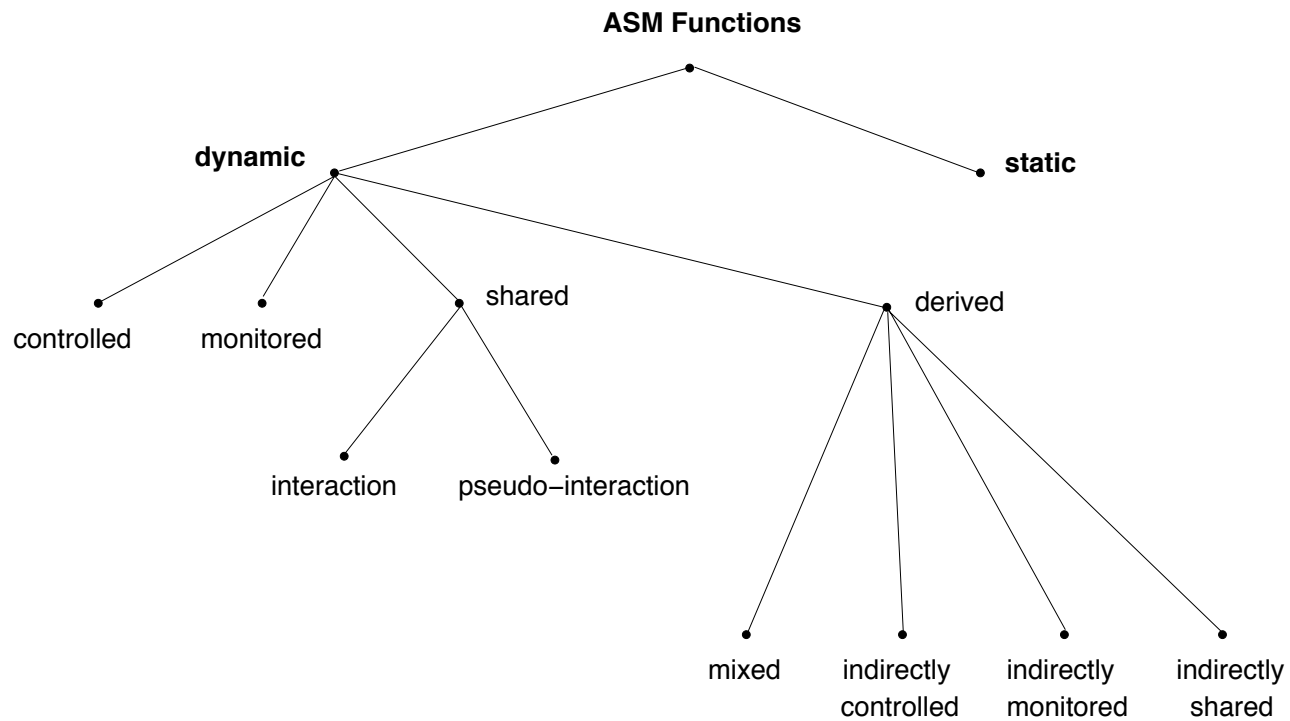 ASM Functions
dynamic
static
shared
derived
controlled
monitored
interaction
pseudo−interaction
mixed
indirectly
controlled
indirectly
monitored
indirectly
shared